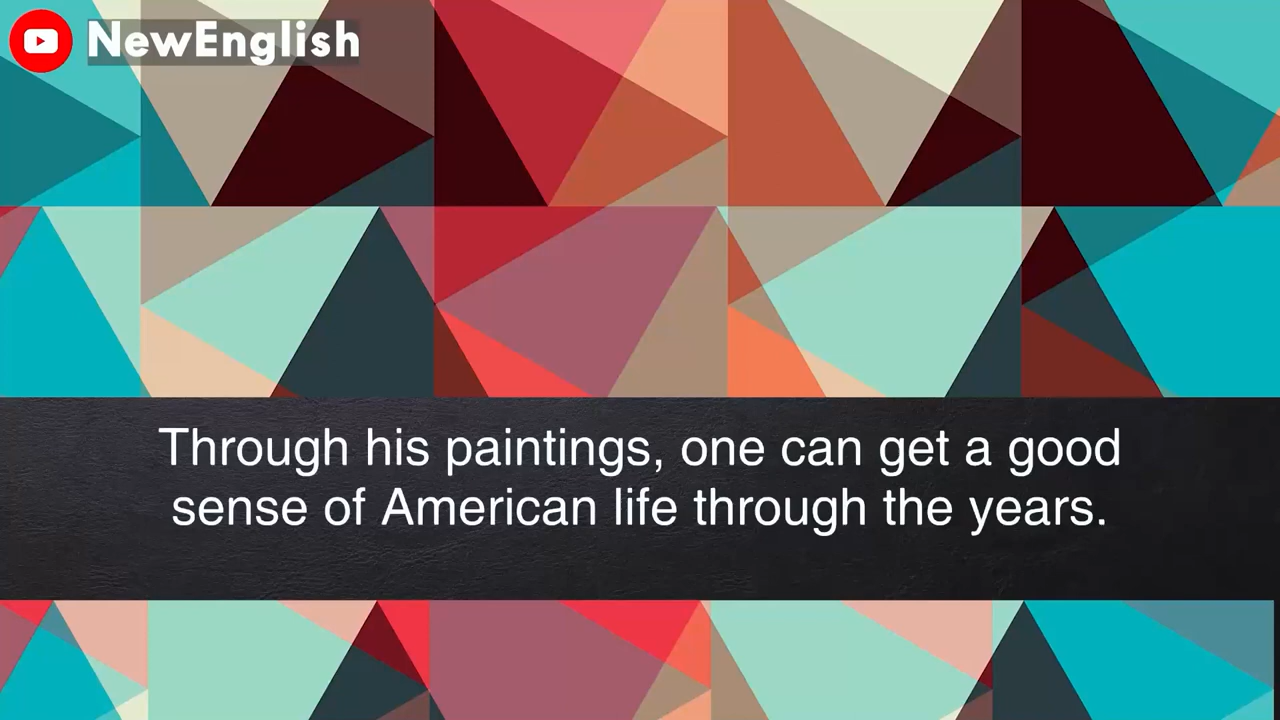 NewEnglish
Through his paintings, one can get a good
sense of American life through the years.